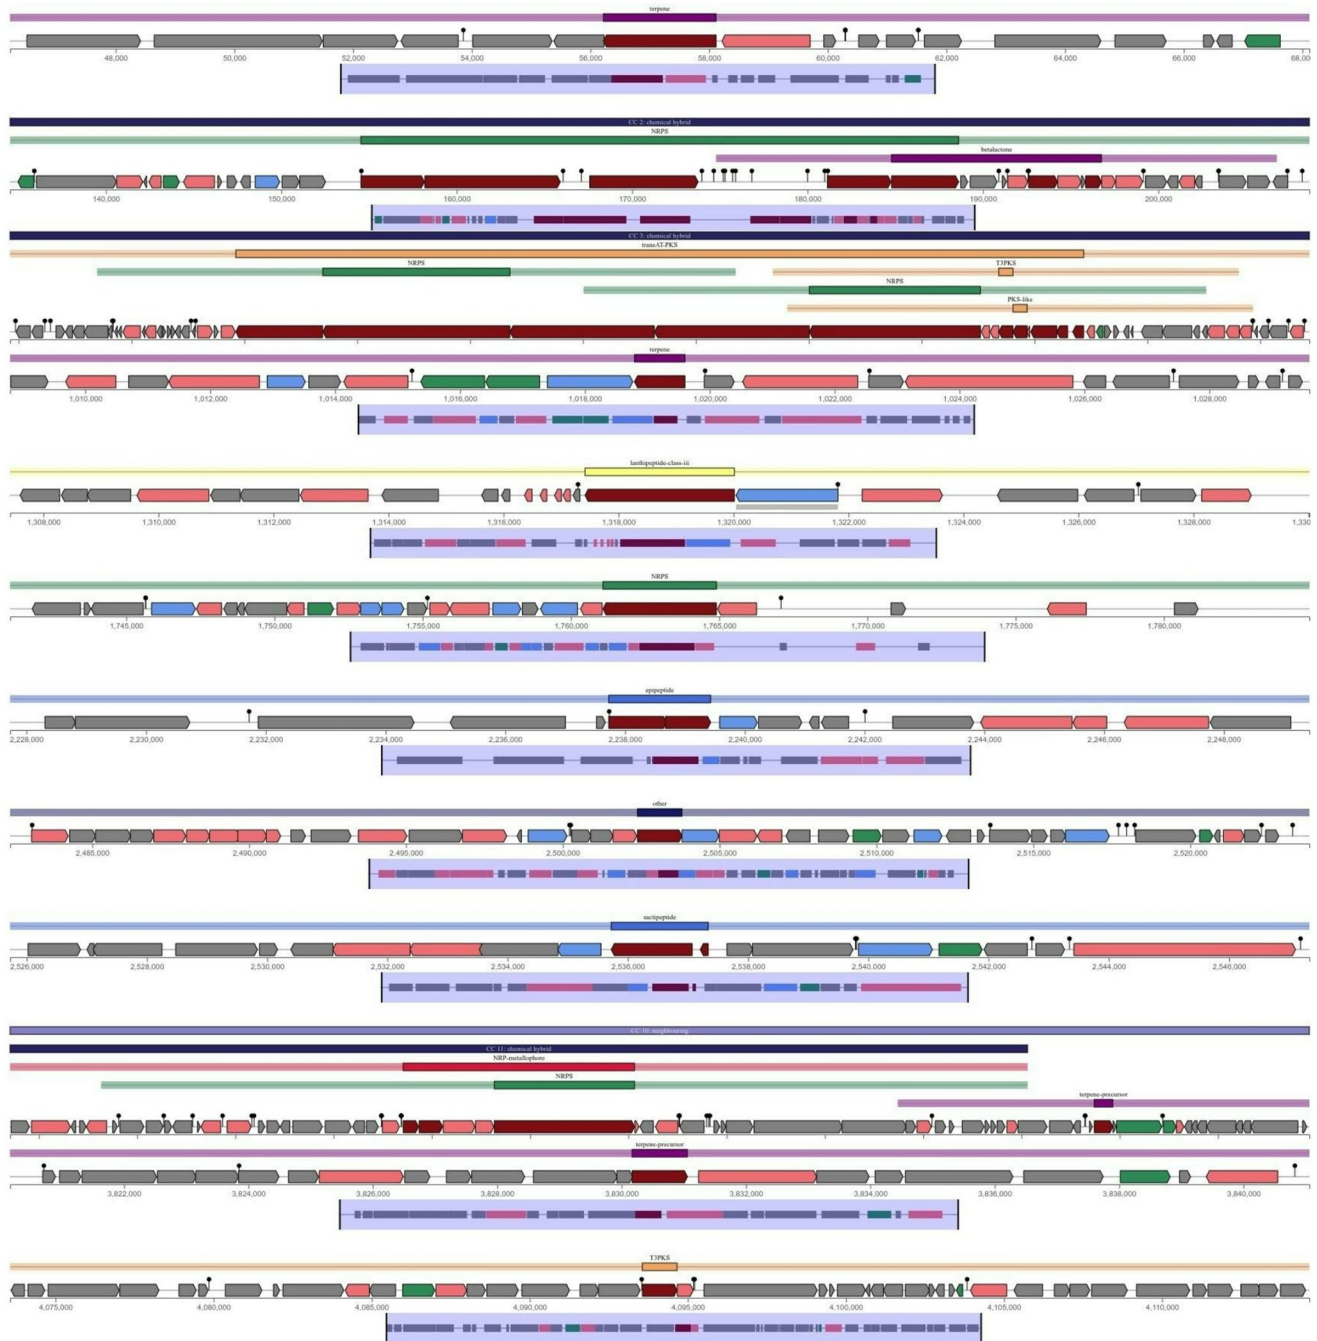 terpene
48,000 50,000 52,000 54,000 56,000 58,000 60,000 62,000 64,000 66,000 68,00
CC 2: chemical hybrid
NRPS
betalactone
140,000 150,000 160,000 170,000 180,000 190,000 200,000
CC 3: chemical hybrid
transAT-PKS
NRPS T3PKS
NRPS
PKS-like
terpene
1,010,000 1,012,000 1,014,000 1,016,000 1,018,000 1,020,000 1,022,000 1,024,000 1,026,000 1,028,000
lanthipeptide-class-iii
1,308,000 1,310,000 1,312,000 1,314,000 1,316,000 1,318,000 1,320,000 1,322,000 1,324,000 1,326,000 1,328,000 1,330
NRPS
1,745,000 1,750,000 1,755,000 1,760,000 1,765,000 1,770,000 1,775,000 1,780,000
epipeptide
2,228,000 2,230,000 2,232,000 2,234,000 2,236,000 2,238,000 2,240,000 2,242,000 2,244,000 2,246,000 2,248,000
other
2,485,000 2,490,000 2,495,000 2,500,000 2,505,000 2,510,000 2,515,000 2,520,000
sactipeptide
2,526,000 2,528,000 2,530,000 2,532,000 2,534,000 2,536,000 2,538,000 2,540,000 2,542,000 2,544,000 2,546,000
CC 10: neighbouring
CC 11: chemical hybrid
NRP-metallophore
NRPS
terpene-precursor
terpene-precursor
3,822,000 3,824,000 3,826,000 3,828,000 3,830,000 3,832,000 3,834,000 3,836,000 3,838,000 3,840,000
T3PKS
4,075,000 4,080,000 4,085,000 4,090,000 4,095,000 4,100,000 4,105,000 4,110,000